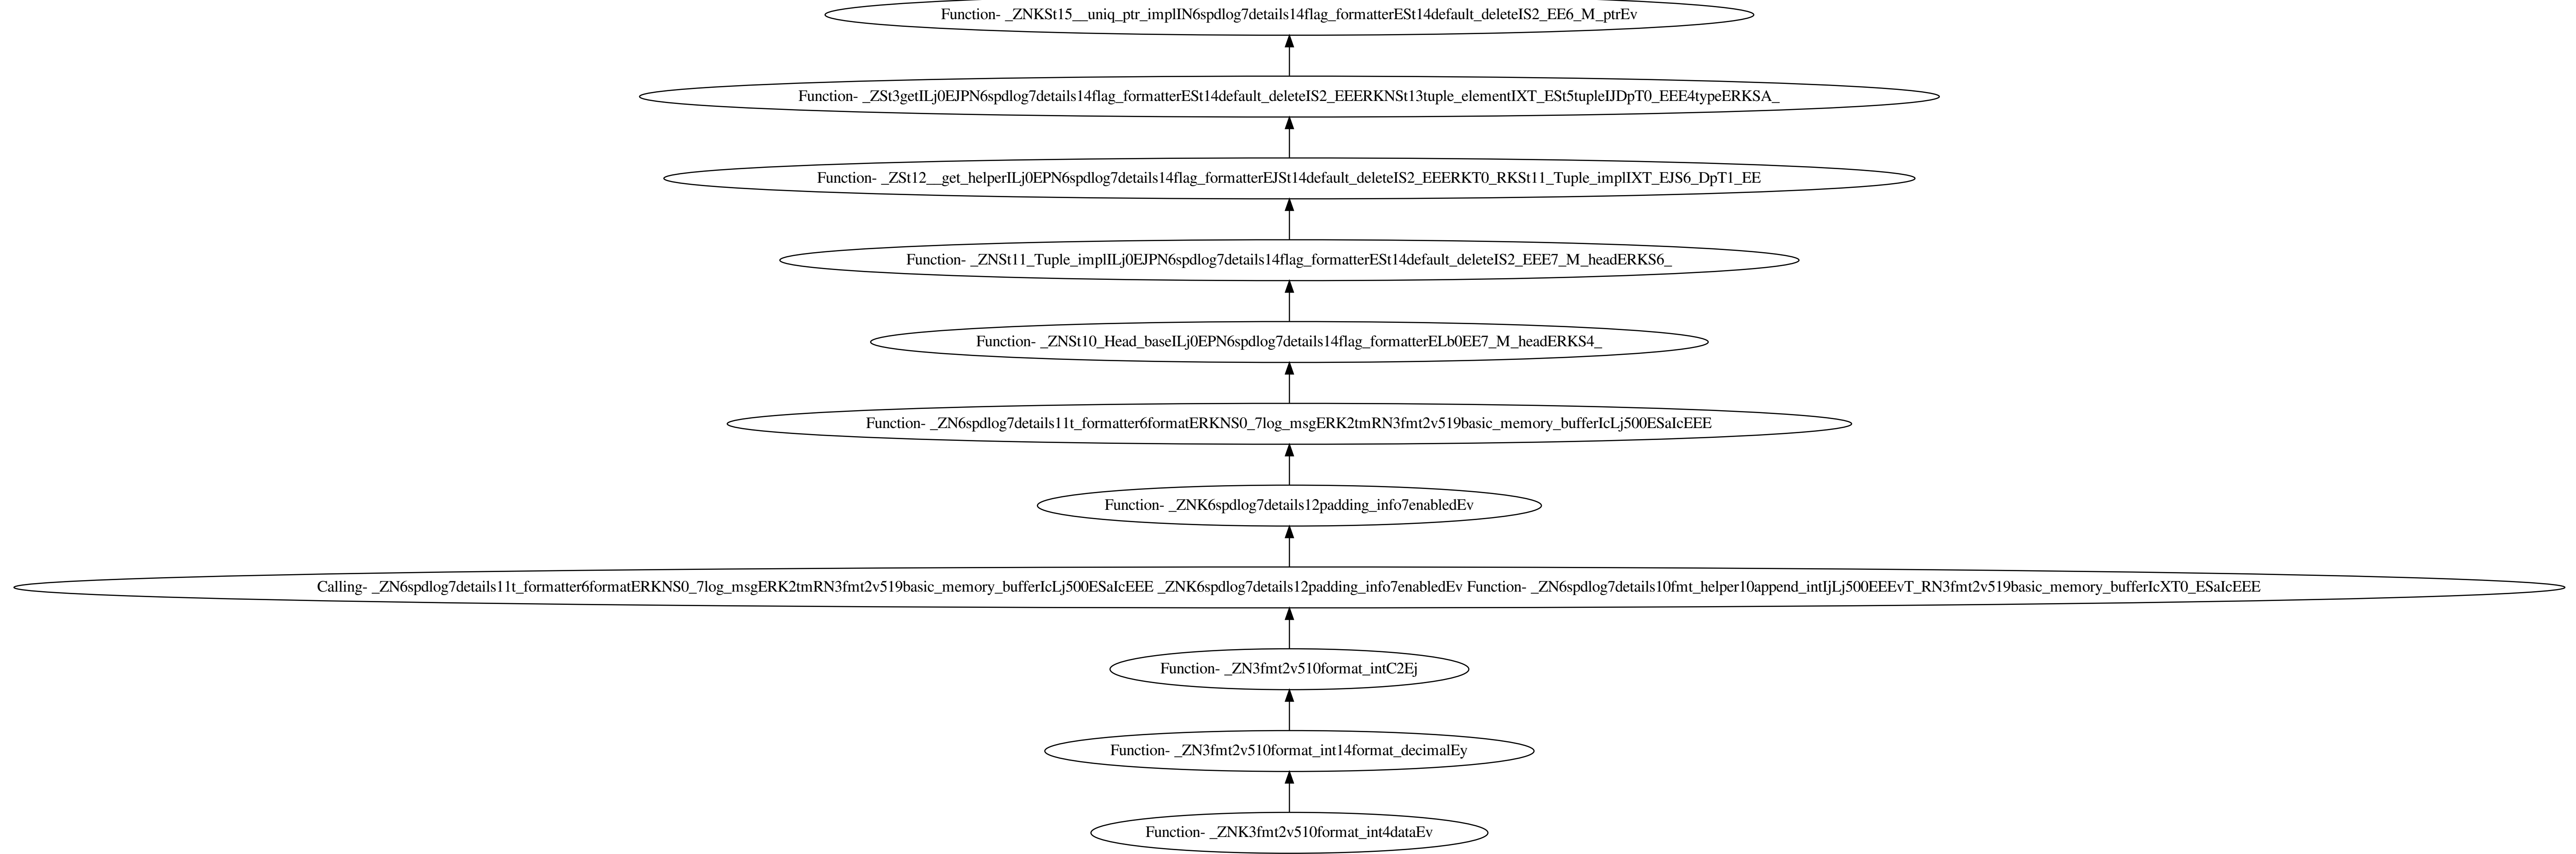 Function- _ZNKSt15__uniq_ptr_implIN6spdlog7details14flag_formatterESt14default_deleteIS2_EE6_M_ptrEv
Function- _ZSt3getILj0EJPN6spdlog7details14flag_formatterESt14default_deleteIS2_EEERKNSt13tuple_elementIXT_ESt5tupleIJDpT0_EEE4typeERKSA_
Function- _ZSt12__get_helperILj0EPN6spdlog7details14flag_formatterEJSt14default_deleteIS2_EEERKT0_RKSt11_Tuple_implIXT_EJS6_DpT1_EE
Function- _ZNSt11_Tuple_implILj0EJPN6spdlog7details14flag_formatterESt14default_deleteIS2_EEE7_M_headERKS6_
Function- _ZNSt10_Head_baseILj0EPN6spdlog7details14flag_formatterELb0EE7_M_headERKS4_
Function- _ZN6spdlog7details11t_formatter6formatERKNS0_7log_msgERK2tmRN3fmt2v519basic_memory_bufferIcLj500ESaIcEEE
Function- _ZNK6spdlog7details12padding_info7enabledEv
Calling- _ZN6spdlog7details11t_formatter6formatERKNS0_7log_msgERK2tmRN3fmt2v519basic_memory_bufferIcLj500ESaIcEEE _ZNK6spdlog7details12padding_info7enabledEv Function- _ZN6spdlog7details10fmt_helper10append_intIjLj500EEEvT_RN3fmt2v519basic_memory_bufferIcXT0_ESaIcEEE
Function- _ZN3fmt2v510format_intC2Ej
Function- _ZN3fmt2v510format_int14format_decimalEy
Function- _ZNK3fmt2v510format_int4dataEv